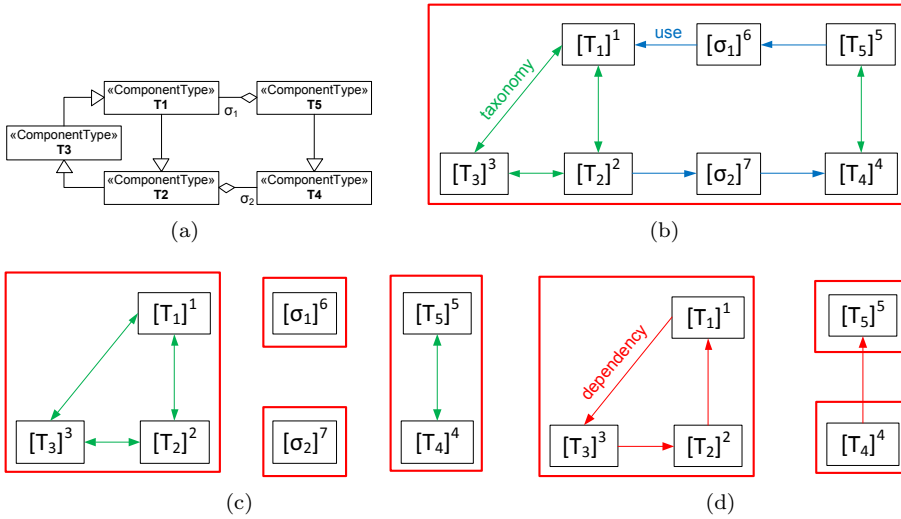 «ComponentType»
T1
«ComponentType»
T5
σ1
«ComponentType»
T3
«ComponentType»
T2
«ComponentType»
T4
σ2
(a)
[T1]1
use
[σ1]6
[T5]5
taxonomy
[T3]3
[T2]2
[σ2]7
[T4]4
(b)
[T1]1
[σ1]6
[T5]5
[T3]3
[T2]2
[σ2]7
[T4]4
(c)
[T1]1
dependency
[T5]5
[T3]3
[T2]2
[T4]4
(d)